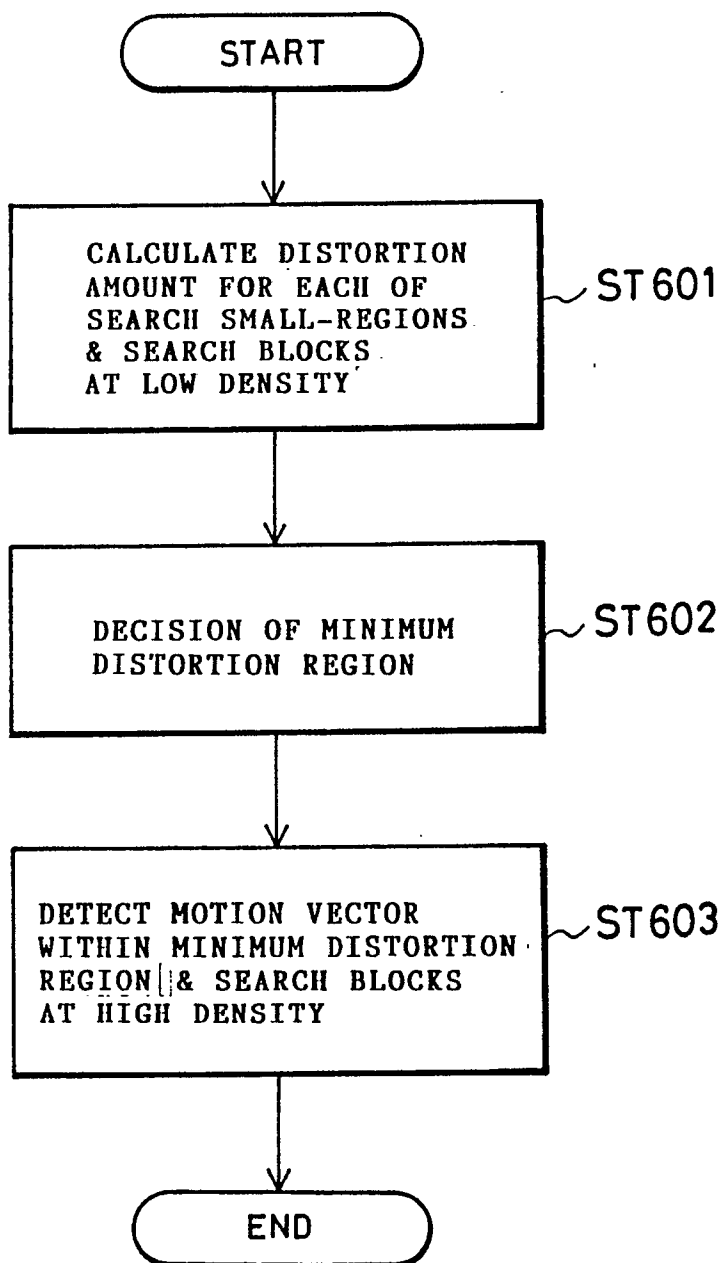 START
CALCULATE DISTORTION
AMOUNT FOR EACH OF
SEARCH SMALL-REGIONS
& SEARCH BLOCKS
AT LOW DENSITY
ST601
DECISION OF MINIMUM
DISTORTION REGION
ST602
DETECT MOTION VECTOR
WITHIN MINIMUM DISTORTION
REGION & SEARCH BLOCKS
AT HIGH DENSITY
ST603
END